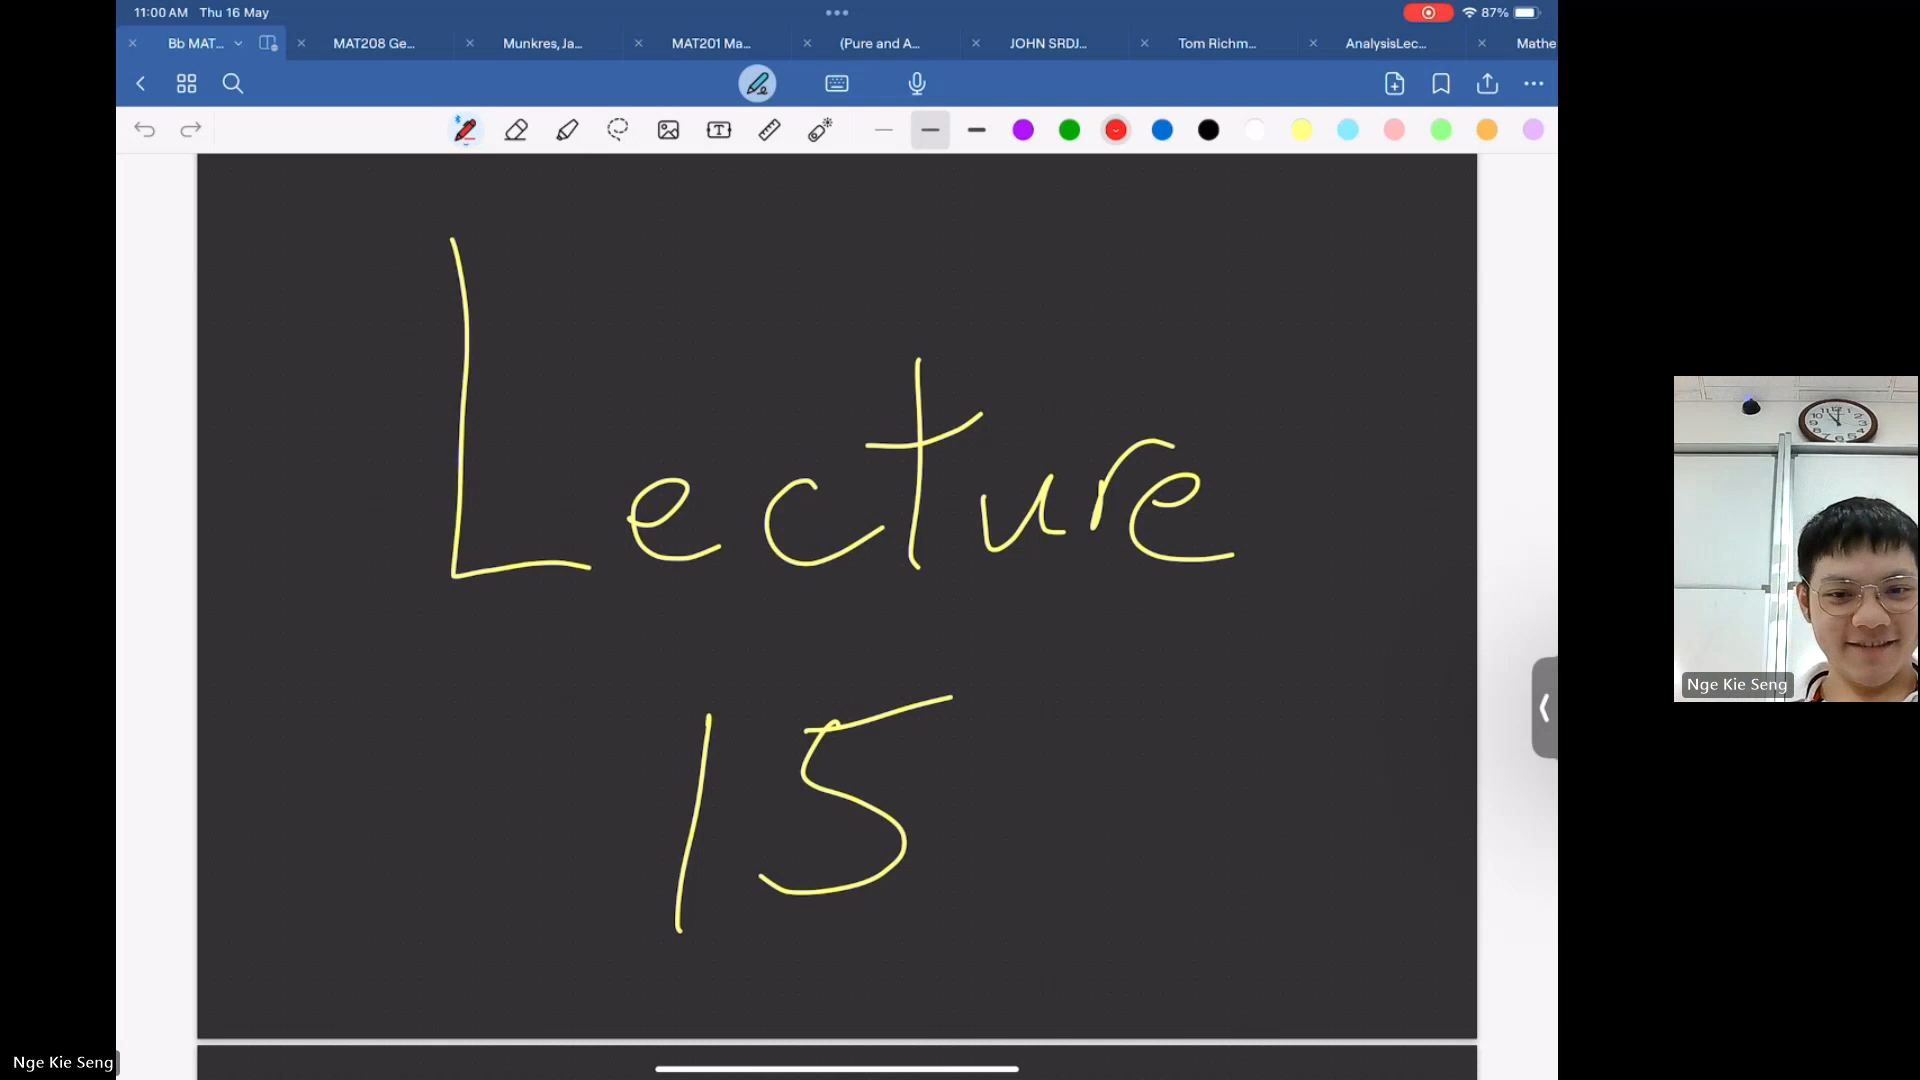 11:00 AM Thu 16 May
87%
Bb MAT...
MAT208 Ge...
Munkres, Ja...
MAT201 Ma...
(Pure and A...
JOHN SRDJ...
Tom Richm...
AnalysisLec...
Mathe
Lecture
15
Nge Kie Seng
Nge Kie Seng